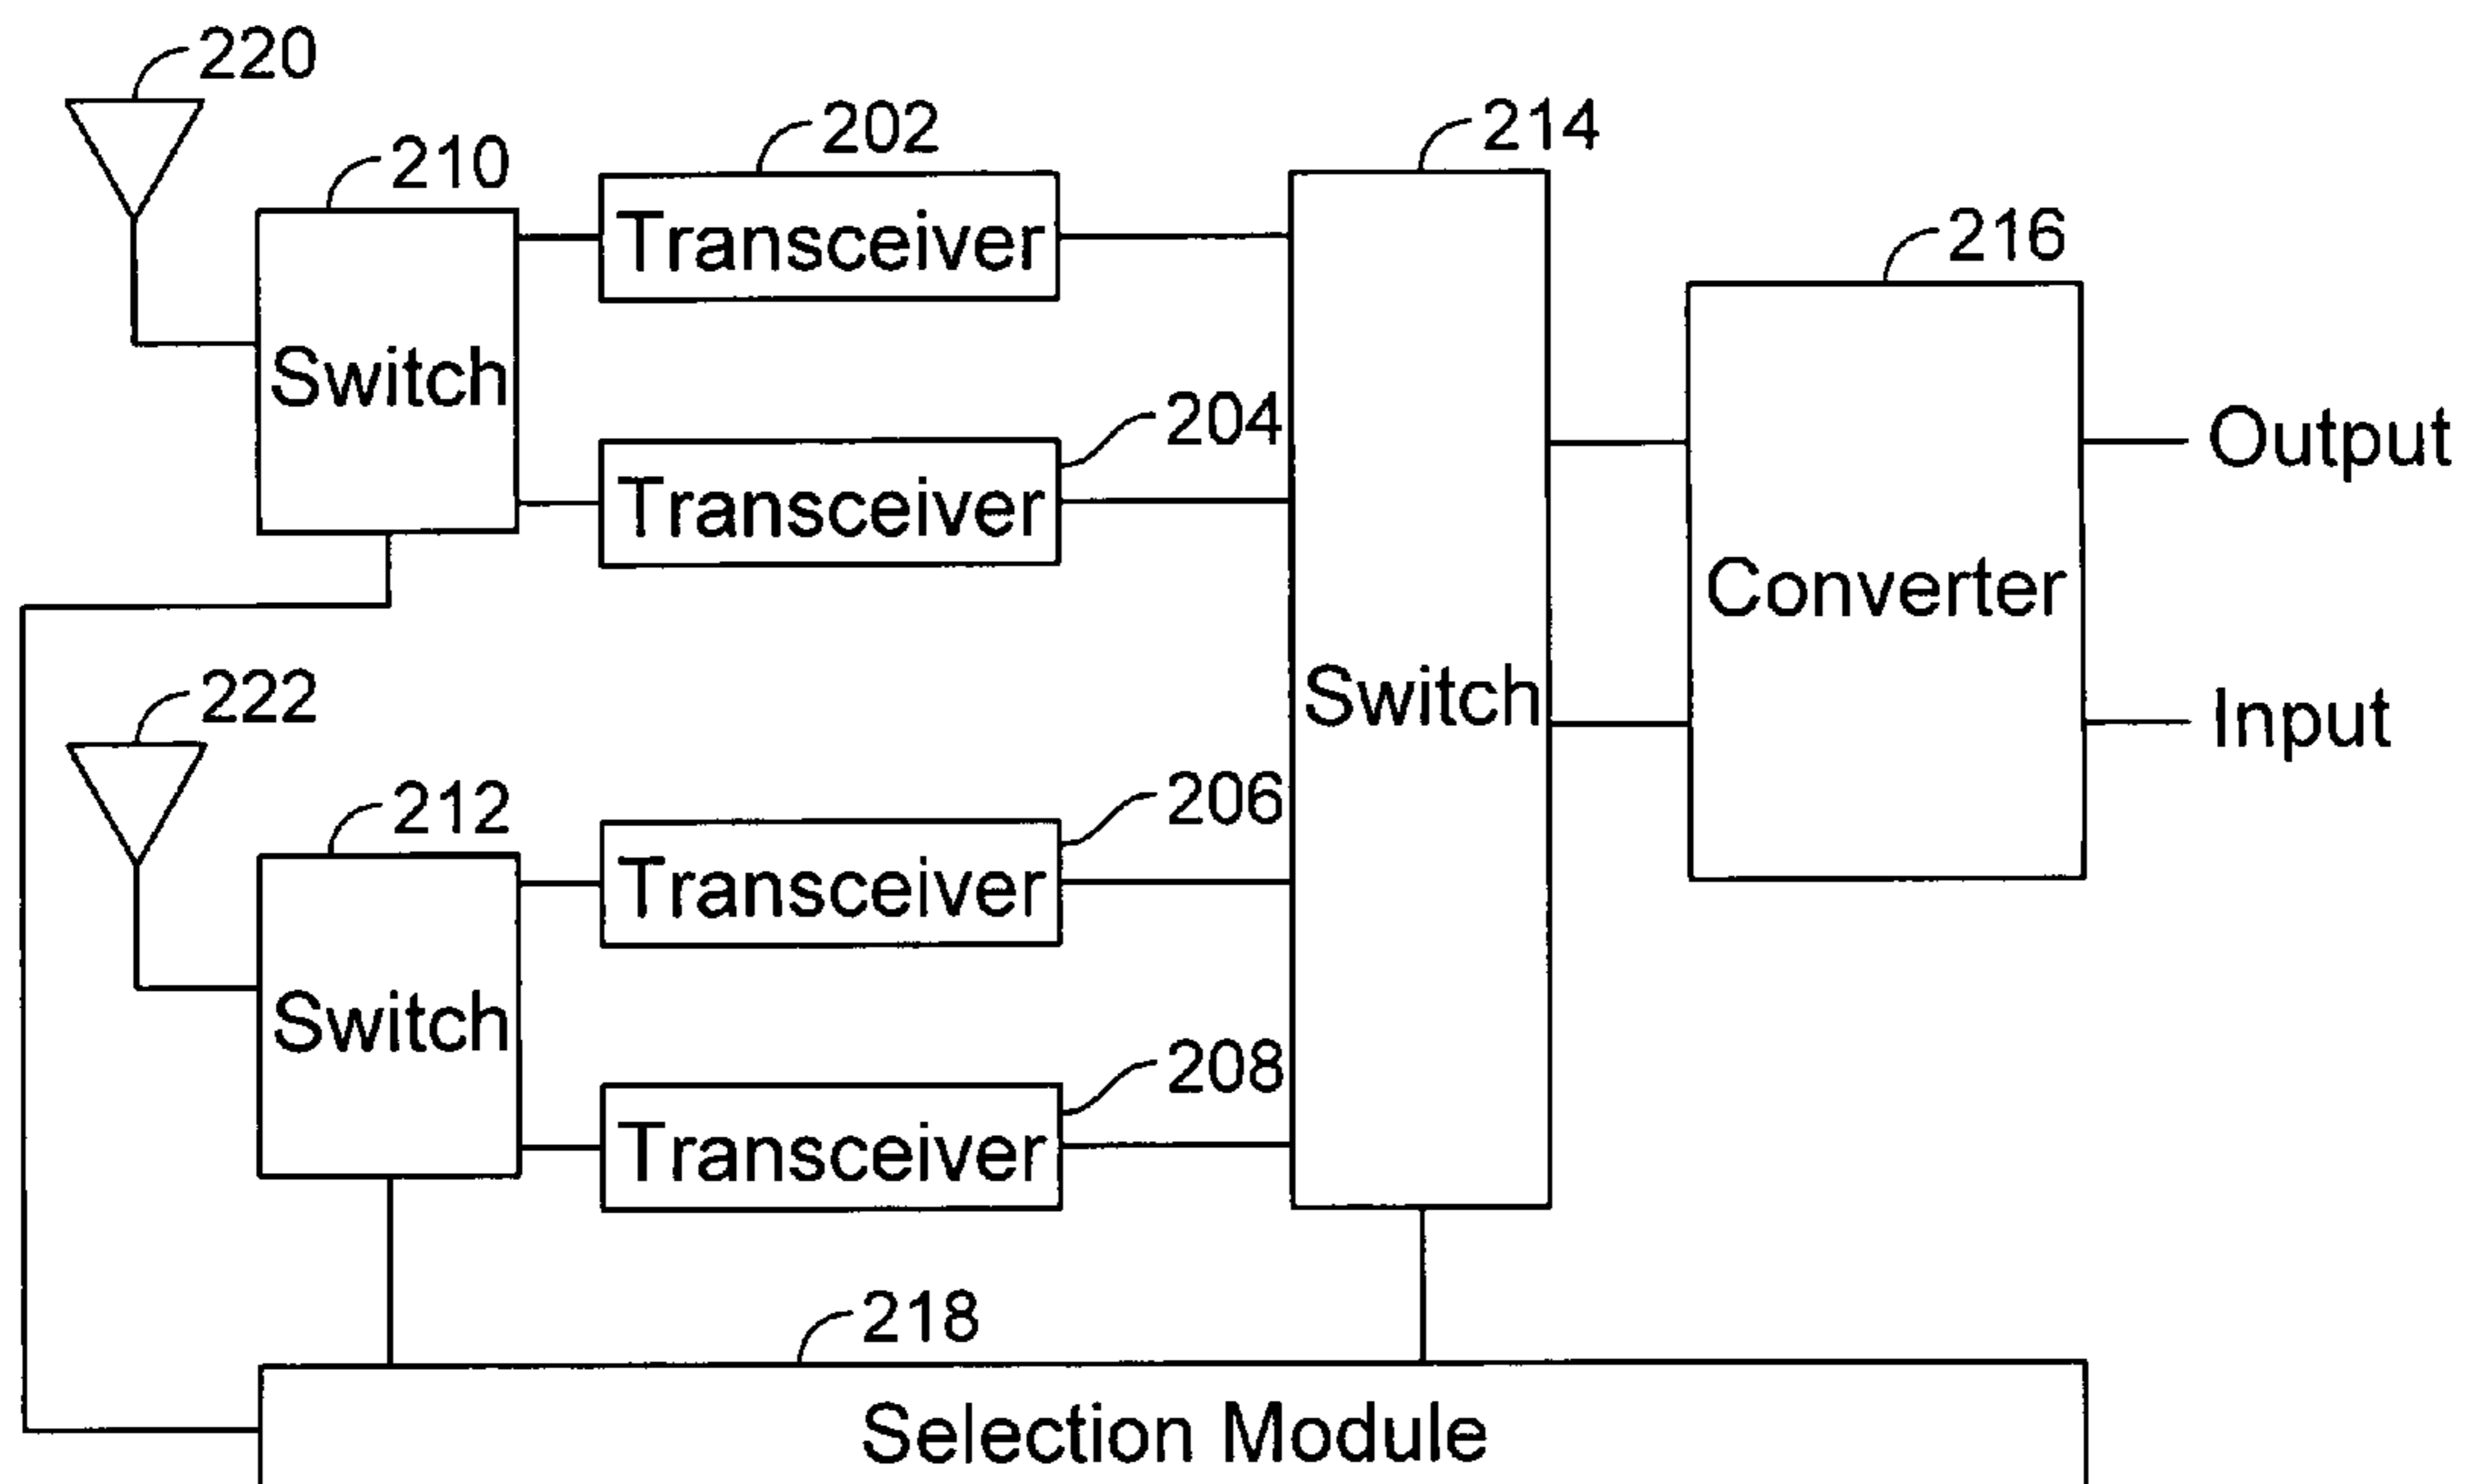 220
202
214
210
Transceiver
216
Switch
204
Output
Transceiver
Converter
222
Switch
Input
206
212
Transceiver
Switch
208
Transceiver
218
Selection Module